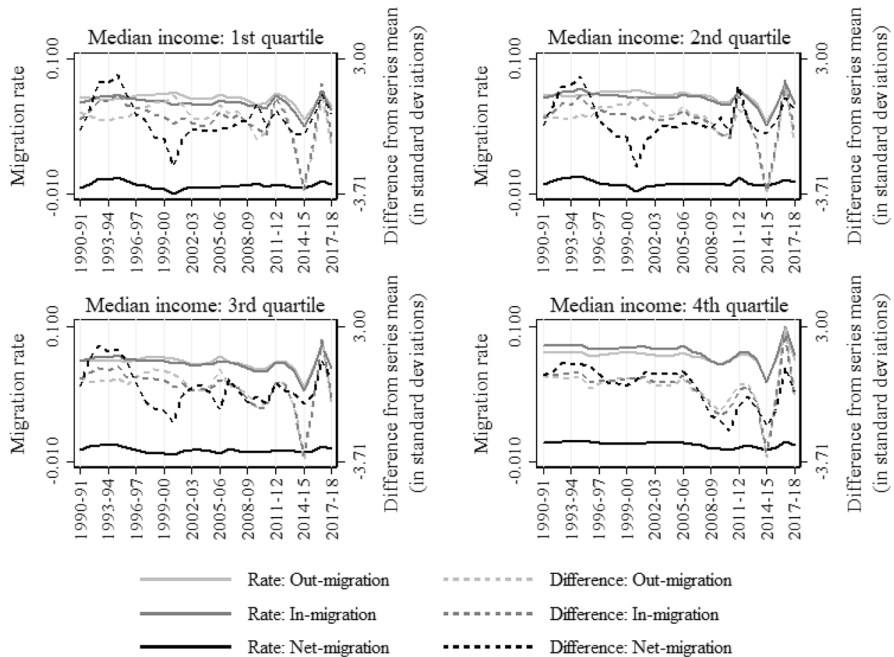 Median income: 1st quartile
Migration rate
0.100
-0.010
3.00
-3.71
Difference from series mean
(in standard deviations)
1990-91
1993-94
1996-97
1999-00
2002-03
2005-06
2008-09
2011-12
2014-15
2017-18
Median income: 2nd quartile
Migration rate
0.100
-0.010
3.00
-3.71
Difference from series mean
(in standard deviations)
1990-91
1993-94
1996-97
1999-00
2002-03
2005-06
2008-09
2011-12
2014-15
2017-18
Median income: 3rd quartile
Migration rate
0.100
-0.010
3.00
-3.71
Difference from series mean
(in standard deviations)
1990-91
1993-94
1996-97
1999-00
2002-03
2005-06
2008-09
2011-12
2014-15
2017-18
Median income: 4th quartile
Migration rate
0.100
-0.010
3.00
-3.71
Difference from series mean
(in standard deviations)
1990-91
1993-94
1996-97
1999-00
2002-03
2005-06
2008-09
2011-12
2014-15
2017-18
Rate: Out-migration
Difference: Out-migration
Rate: In-migration
Difference: In-migration
Rate: Net-migration
Difference: Net-migration